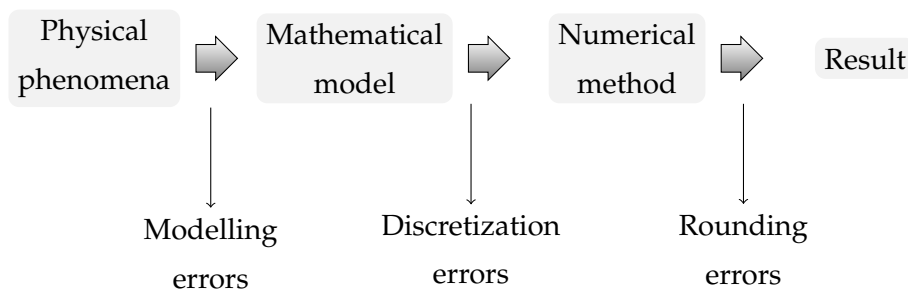 Physical
phenomena
Mathematical
model
Numerical
method
Result
Modelling
errors
Discretization
errors
Rounding
errors